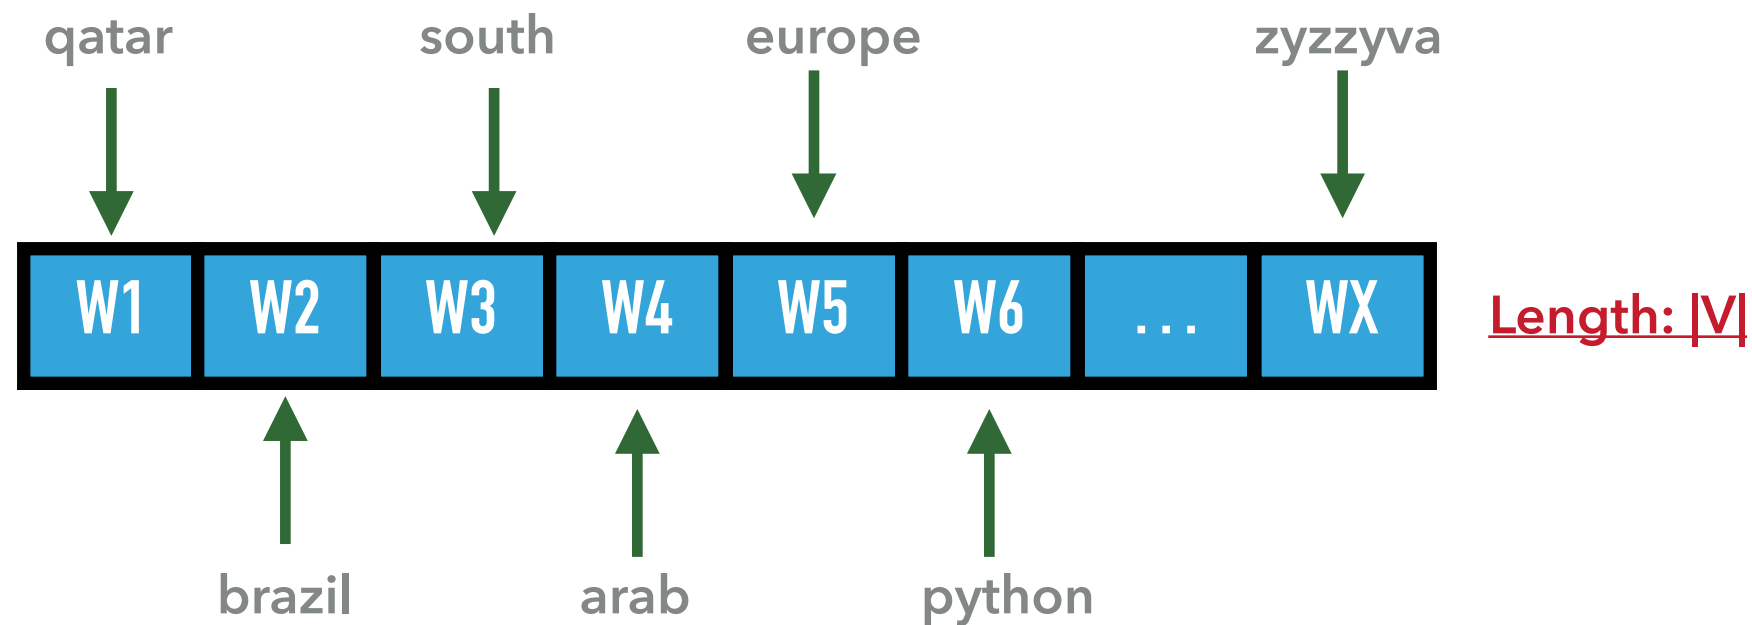 qatar south europe zyzzyva
W1 W2 W3 W4 W5 W6 ... WX Length: |V|
brazil arab python